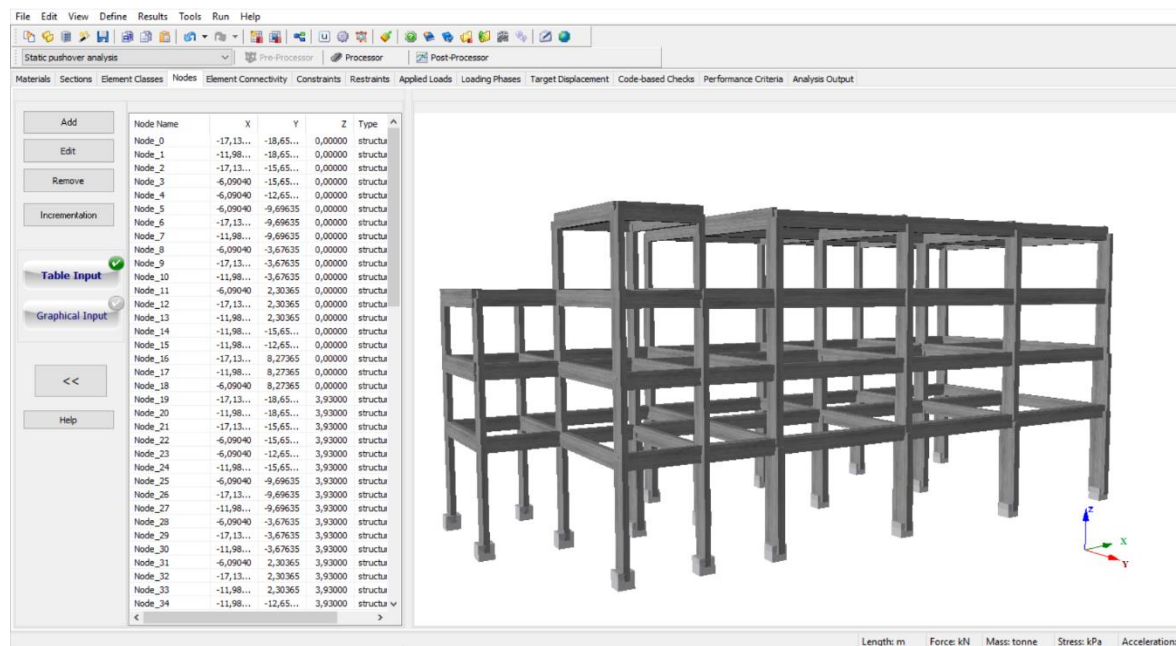 File Edit View Define Results Tools Run Help
Static pushover analysis Pre-Processor Processor Post-Processor
Materials Sections Element Classes Nodes Element Connectivity Constraints Restraints Applied Loads Loading Phases Target Displacement Code-based Checks Performance Criteria Analysis Output
Add
Edit
Remove
Incrementation
Table Input
Graphical Input
<<
Help
Node Name X Y Z Type
Node_0 -17,13... -18,65... 0,00000 structu
Node_1 -11,98... -18,65... 0,00000 structu
Node_2 -17,13... -15,65... 0,00000 structu
Node_3 -6,09040 -15,65... 0,00000 structu
Node_4 -6,09040 -12,65... 0,00000 structu
Node_5 -6,09040 -9,69635 0,00000 structu
Node_6 -17,13... -9,69635 0,00000 structu
Node_7 -11,98... -9,69635 0,00000 structu
Node_8 -6,09040 -3,67635 0,00000 structu
Node_9 -17,13... -3,67635 0,00000 structu
Node_10 -11,98... -3,67635 0,00000 structu
Node_11 -6,09040 2,30365 0,00000 structu
Node_12 -17,13... 2,30365 0,00000 structu
Node_13 -11,98... 2,30365 0,00000 structu
Node_14 -11,98... -15,65... 0,00000 structu
Node_15 -11,98... -12,65... 0,00000 structu
Node_16 -17,13... 8,27365 0,00000 structu
Node_17 -11,98... 8,27365 0,00000 structu
Node_18 -6,09040 8,27365 0,00000 structu
Node_19 -17,13... -18,65... 3,93000 structu
Node_20 -11,98... -18,65... 3,93000 structu
Node_21 -17,13... -15,65... 3,93000 structu
Node_22 -6,09040 -15,65... 3,93000 structu
Node_23 -6,09040 -12,65... 3,93000 structu
Node_24 -11,98... -15,65... 3,93000 structu
Node_25 -6,09040 -9,69635 3,93000 structu
Node_26 -17,13... -9,69635 3,93000 structu
Node_27 -11,98... -9,69635 3,93000 structu
Node_28 -6,09040 -3,67635 3,93000 structu
Node_29 -17,13... -3,67635 3,93000 structu
Node_30 -11,98... -3,67635 3,93000 structu
Node_31 -6,09040 2,30365 3,93000 structu
Node_32 -17,13... 2,30365 3,93000 structu
Node_33 -11,98... 2,30365 3,93000 structu
Node_34 -11,98... -12,65... 3,93000 structu
Z
X
Y
Length: m Force: kN Mass: tonne Stress: kPa Acceleration: